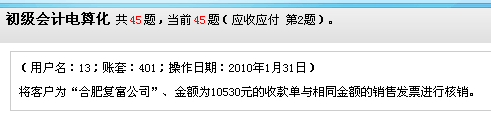 初级会计电算化 共45题，当前45题（应收应付 第2题）。
（用户名：13；账套：401；操作日期：2010年1月31日）
将客户为“合肥复富公司”、金额为10530元的收款单与相同金额的销售发票进行核销。